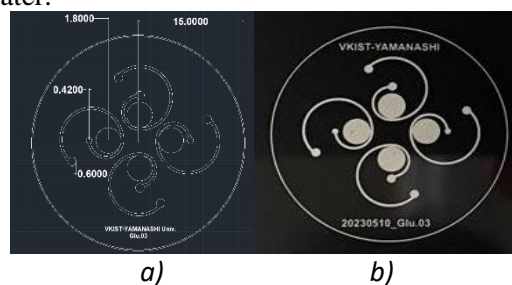 ater.
1.8000
15.0000
0.4200
0.6000
VKIST-YAMANASHI Univ.
Glu.03
VKIST-YAMANASHI
20230510_Glu.03
a)
b)